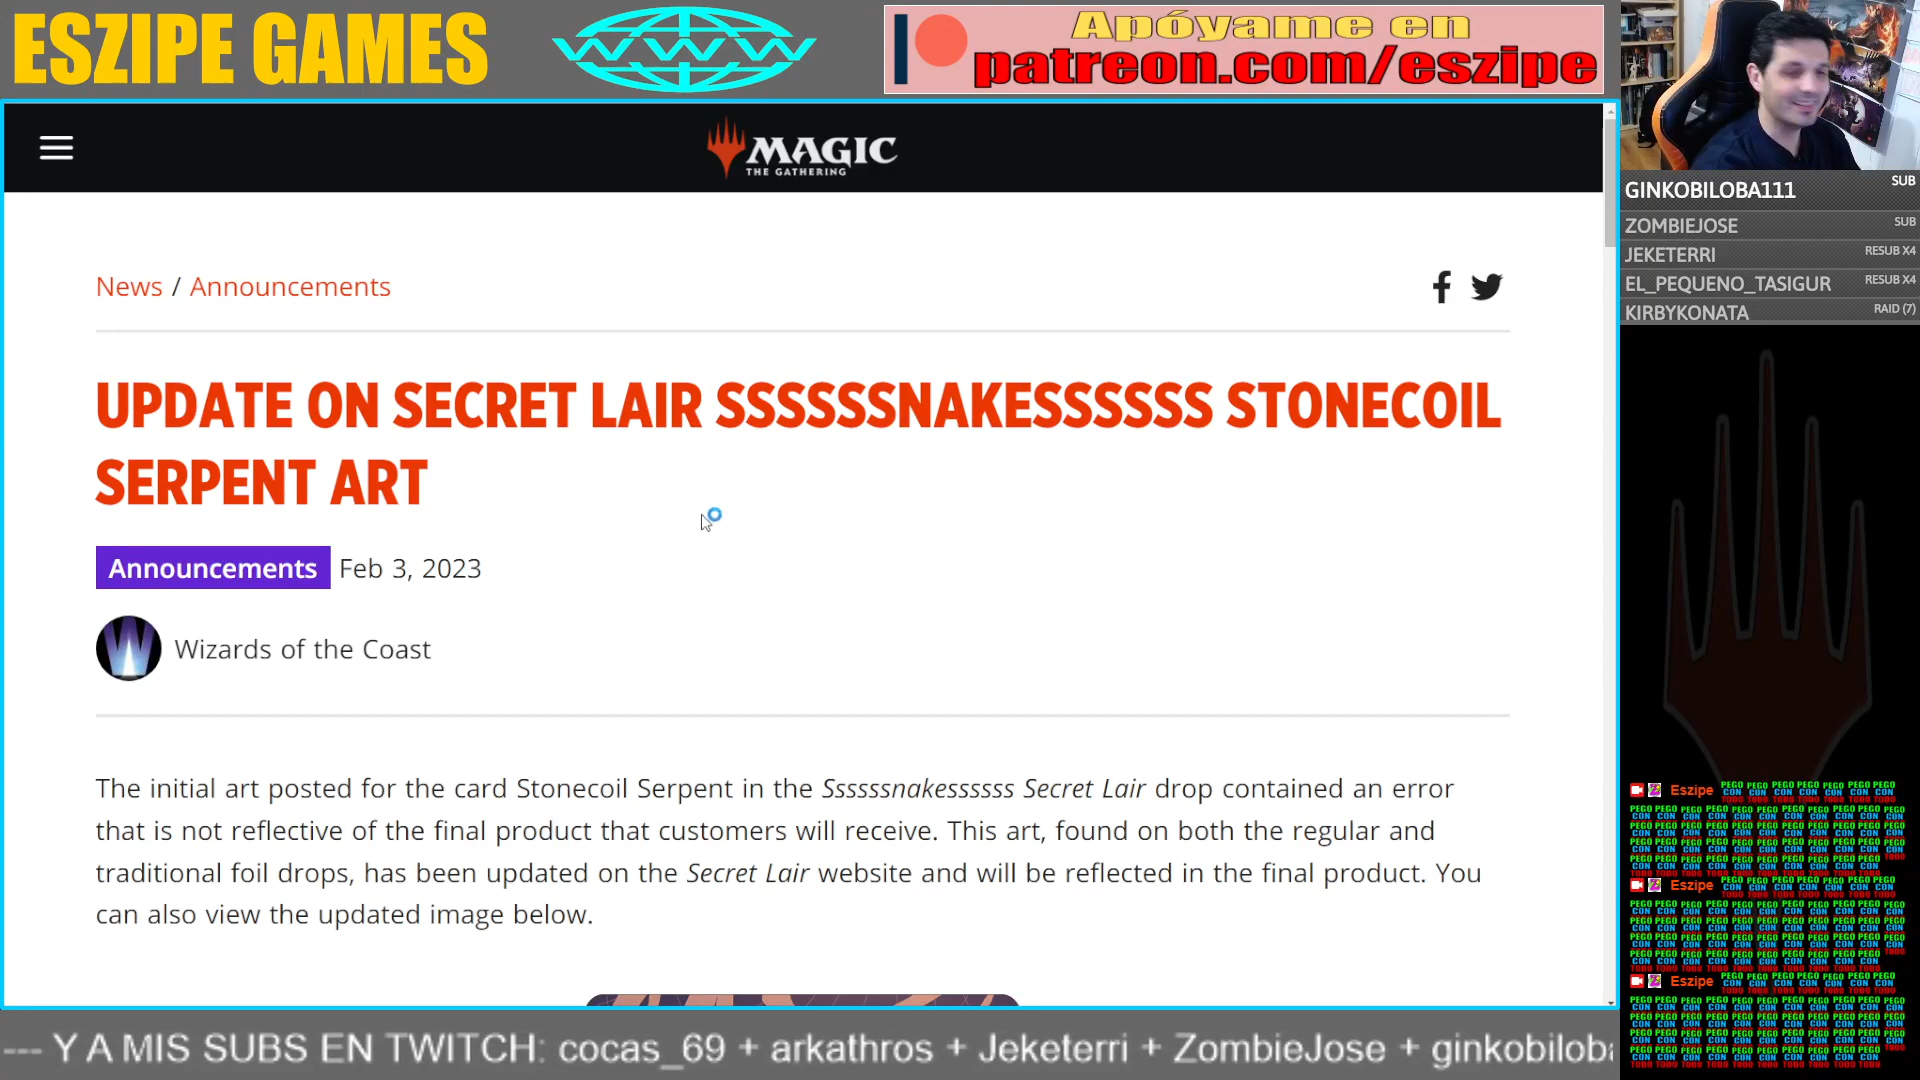 ESZIPE GAMES
WWW
Apóyame en
patreon.com/eszipe
MAGIC
THE GATHERING
News / Announcements
UPDATE ON SECRET LAIR SSSSSSNAKESSSSSS STONECOIL
SERPENT ART
Announcements Feb 3, 2023
Wizards of the Coast
The initial art posted for the card Stonecoil Serpent in the Ssssssnakessssss Secret Lair drop contained an error
that is not reflective of the final product that customers will receive. This art, found on both the regular and
traditional foil drops, has been updated on the Secret Lair website and will be reflected in the final product. You
can also view the updated image below.
GINKOBILOBA111 SUB
ZOMBIEJOSE SUB
JEKETERRI RESUB X4
EL_PEQUENO_TASIGUR RESUB X4
KIRBYKONATA RAID (7)
Eszipe
Eszipe
Eszipe
--- Y A MIS SUBS EN TWITCH: cocas_69 + arkathros + Jeketerri + ZombieJose + ginkobiloba